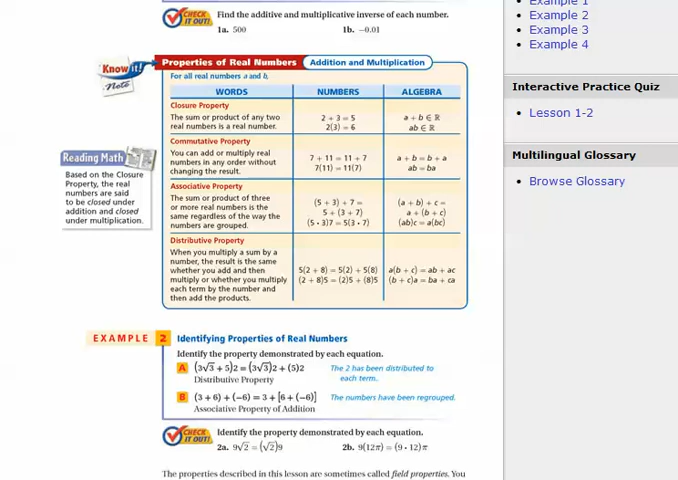 CHECK IT OUT!
Find the additive and multiplicative inverse of each number.
1a. 500 1b. −0.01
Know it! Note
Properties of Real Numbers Addition and Multiplication
For all real numbers a and b,
WORDS NUMBERS ALGEBRA
Closure Property
The sum or product of any two 2 + 3 = 5 a + b ∈ ℝ
real numbers is a real number. 2(3) = 6 ab ∈ ℝ
Commutative Property
You can add or multiply real
numbers in any order without 7 + 11 = 11 + 7 a + b = b + a
changing the result. 7(11) = 11(7) ab = ba
Associative Property
The sum or product of three (5 + 3) + 7 = (a + b) + c =
or more real numbers is the 5 + (3 + 7) a + (b + c)
same regardless of the way the (5 · 3)7 = 5(3 · 7) (ab)c = a(bc)
numbers are grouped.
Distributive Property
When you multiply a sum by a
number, the result is the same
whether you add and then 5(2 + 8) = 5(2) + 5(8) a(b + c) = ab + ac
multiply or whether you multiply (2 + 8)5 = (2)5 + (8)5 (b + c)a = ba + ca
each term by the number and
then add the products.
Reading Math
Based on the Closure
Property, the real
numbers are said
to be closed under
addition and closed
under multiplication.
EXAMPLE 2 Identifying Properties of Real Numbers
Identify the property demonstrated by each equation.
A (3√3 + 5)2 = (3√3)2 + (5)2 The 2 has been distributed to
Distributive Property each term.
B (3 + 6) + (−6) = 3 + [6 + (−6)] The numbers have been regrouped.
Associative Property of Addition
CHECK IT OUT!
Identify the property demonstrated by each equation.
2a. 9√2 = (√2)9 2b. 9(12π) = (9 · 12)π
The properties described in this lesson are sometimes called field properties. You
Example 1
Example 2
Example 3
Example 4
Interactive Practice Quiz
Lesson 1-2
Multilingual Glossary
Browse Glossary